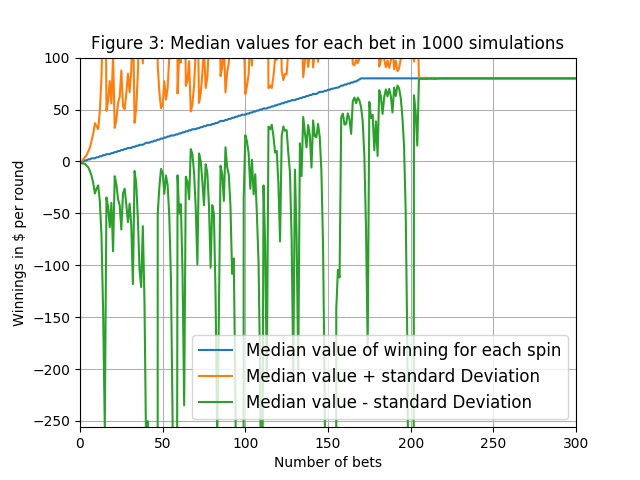 Figure 3: Median values for each bet in 1000 simulations
Winnings in $ per round
100
50
0
−50
−100
−150
−200
−250
Median value of winning for each spin
Median value + standard Deviation
Median value - standard Deviation
0 50 100 150 200 250 300
Number of bets